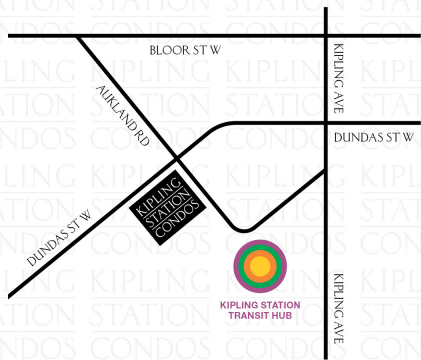 BLOOR ST W
KIPLING AVE
AUKLAND RD
DUNDAS ST W
KIPLING
STATION
CONDOS
DUNDAS ST W
KIPLING STATION
TRANSIT HUB
KIPLING AVE